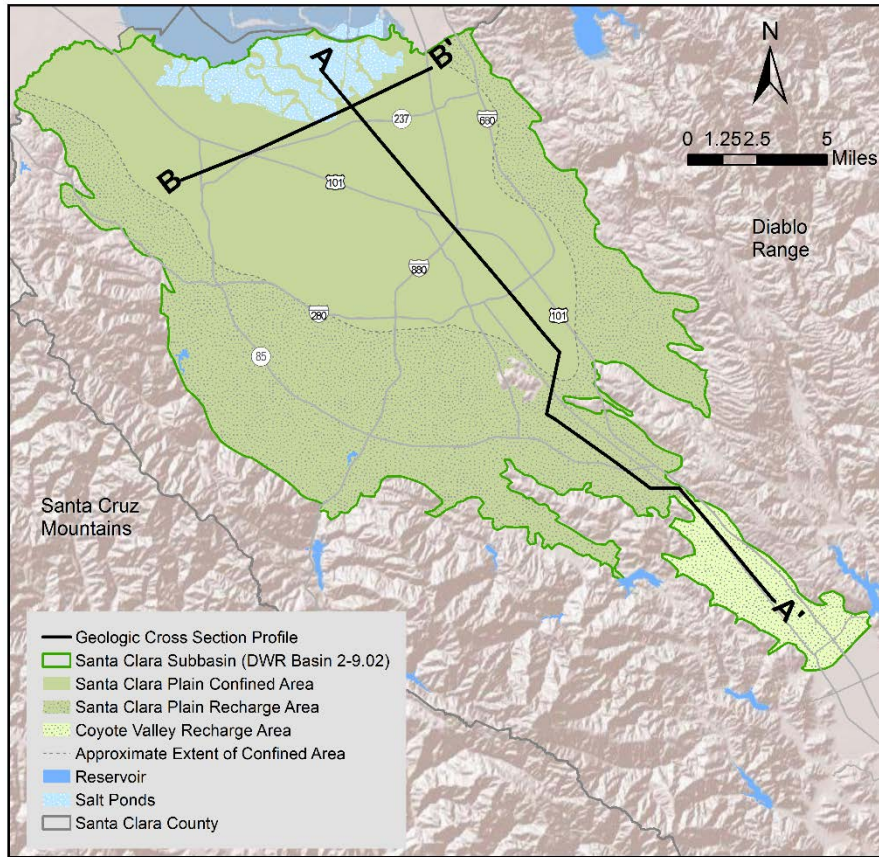 A
B'
N
237
680
0 1.25 2.5 5
Miles
B
101
Diablo
Range
880
280
101
85
Santa Cruz
Mountains
A'
Geologic Cross Section Profile
Santa Clara Subbasin (DWR Basin 2-9.02)
Santa Clara Plain Confined Area
Santa Clara Plain Recharge Area
Coyote Valley Recharge Area
Approximate Extent of Confined Area
Reservoir
Salt Ponds
Santa Clara County